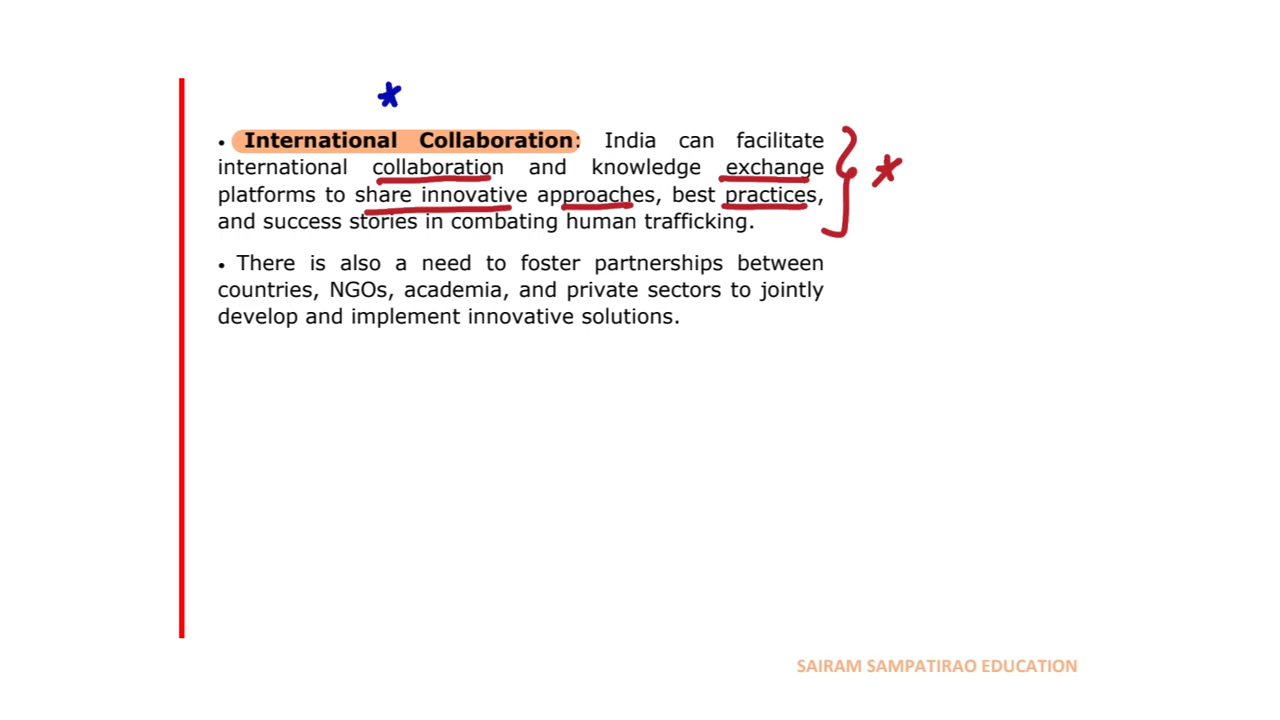 • International Collaboration: India can facilitate
international collaboration and knowledge exchange
platforms to share innovative approaches, best practices,
and success stories in combating human trafficking.
• There is also a need to foster partnerships between
countries, NGOs, academia, and private sectors to jointly
develop and implement innovative solutions.
SAIRAM SAMPATIRAO EDUCATION